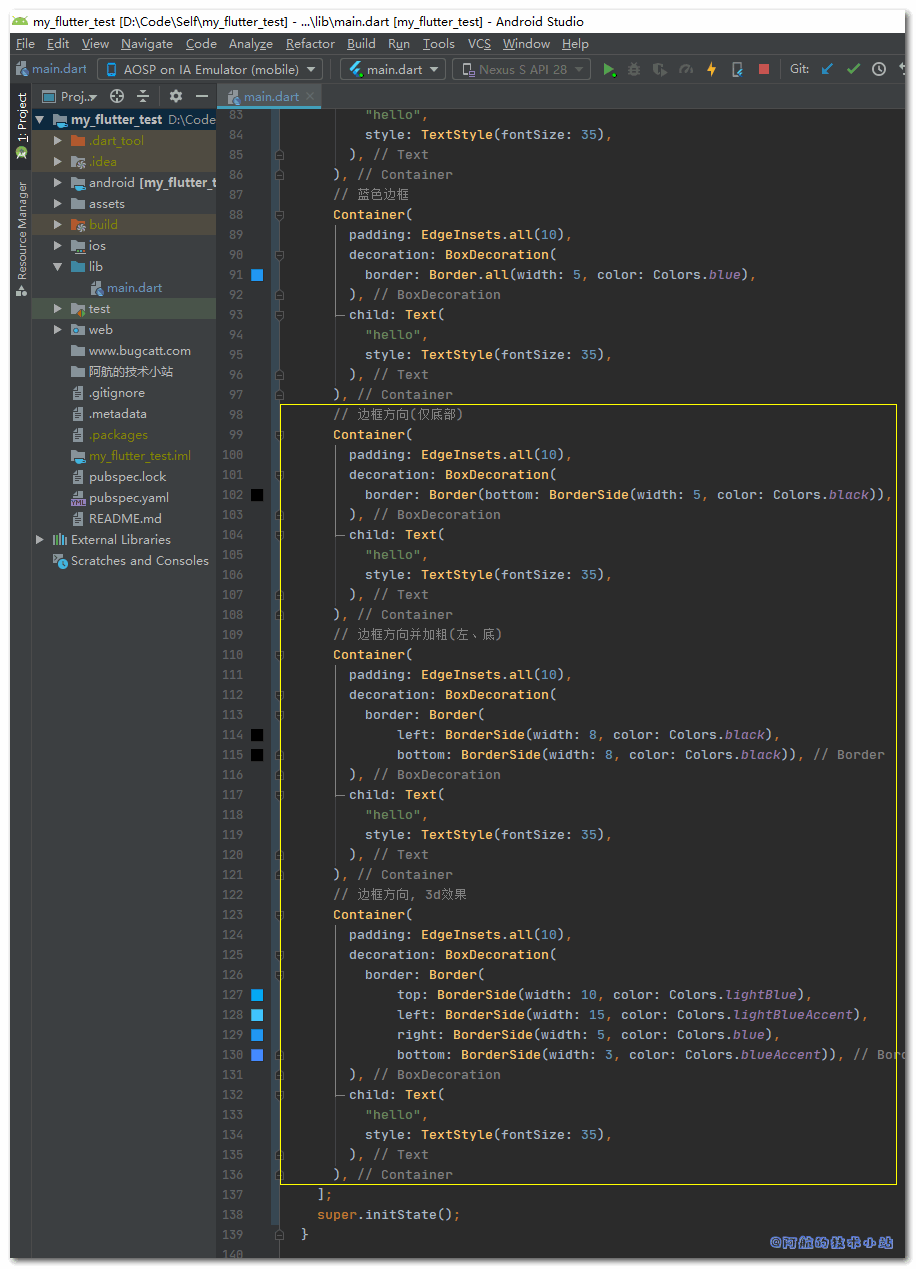 my_flutter_test [D:\Code\Self\my_flutter_test] - ...\lib\main.dart [my_flutter_test] - Android Studio
File Edit View Navigate Code Analyze Refactor Build Run Tools VCS Window Help
main.dart AOSP on IA Emulator (mobile) main.dart Nexus S API 28 Git:
Proj.. main.dart
1: Project
Resource Manager
my_flutter_test D:\Code
.dart_tool
.idea
android [my_flutter_t
assets
build
ios
lib
main.dart
test
web
www.bugcatt.com
阿航的技术小站
.gitignore
.metadata
.packages
my_flutter_test.iml
pubspec.lock
pubspec.yaml
README.md
External Libraries
Scratches and Consoles
83 "hello",
84 style: TextStyle(fontSize: 35),
85 ), // Text
86 ), // Container
87 // 蓝色边框
88 Container(
89 padding: EdgeInsets.all(10),
90 decoration: BoxDecoration(
91 border: Border.all(width: 5, color: Colors.blue),
92 ), // BoxDecoration
93 child: Text(
94 "hello",
95 style: TextStyle(fontSize: 35),
96 ), // Text
97 ), // Container
98 // 边框方向(仅底部)
99 Container(
100 padding: EdgeInsets.all(10),
101 decoration: BoxDecoration(
102 border: Border(bottom: BorderSide(width: 5, color: Colors.black)),
103 ), // BoxDecoration
104 child: Text(
105 "hello",
106 style: TextStyle(fontSize: 35),
107 ), // Text
108 ), // Container
109 // 边框方向并加粗(左、底)
110 Container(
111 padding: EdgeInsets.all(10),
112 decoration: BoxDecoration(
113 border: Border(
114 left: BorderSide(width: 8, color: Colors.black),
115 bottom: BorderSide(width: 8, color: Colors.black)), // Border
116 ), // BoxDecoration
117 child: Text(
118 "hello",
119 style: TextStyle(fontSize: 35),
120 ), // Text
121 ), // Container
122 // 边框方向, 3d效果
123 Container(
124 padding: EdgeInsets.all(10),
125 decoration: BoxDecoration(
126 border: Border(
127 top: BorderSide(width: 10, color: Colors.lightBlue),
128 left: BorderSide(width: 15, color: Colors.lightBlueAccent),
129 right: BorderSide(width: 5, color: Colors.blue),
130 bottom: BorderSide(width: 3, color: Colors.blueAccent)), // Bord
131 ), // BoxDecoration
132 child: Text(
133 "hello",
134 style: TextStyle(fontSize: 35),
135 ), // Text
136 ), // Container
137 ];
138 super.initState();
139 }
140
@阿航的技术小站